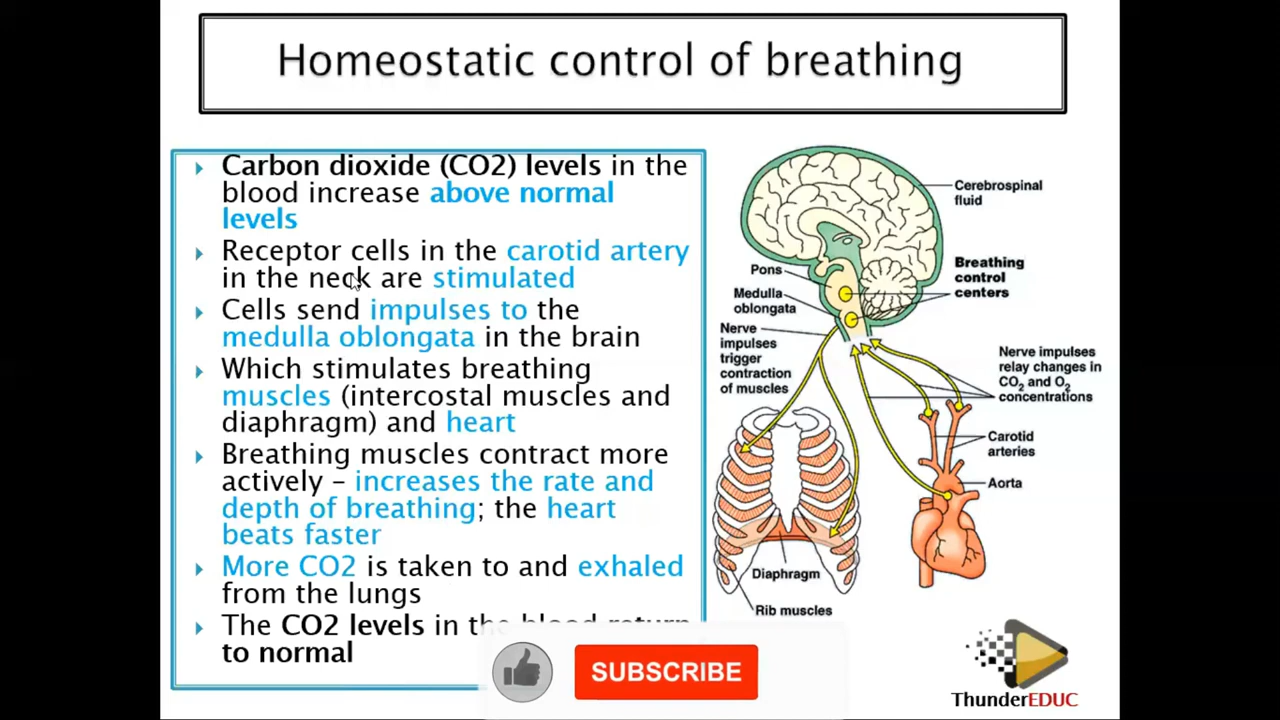 Homeostatic control of breathing
Carbon dioxide (CO2) levels in the
blood increase above normal
levels
Receptor cells in the carotid artery
in the neck are stimulated
Cells send impulses to the
medulla oblongata in the brain
Which stimulates breathing
muscles (intercostal muscles and
diaphragm) and heart
Breathing muscles contract more
actively – increases the rate and
depth of breathing; the heart
beats faster
More CO2 is taken to and exhaled
from the lungs
The CO2 levels in the blood return
to normal
Cerebrospinal
fluid
Pons
Breathing
control
centers
Medulla
oblongata
Nerve
impulses
trigger
contraction
of muscles
Nerve impulses
relay changes in
CO₂ and O₂
concentrations
Carotid
arteries
Aorta
Diaphragm
Rib muscles
SUBSCRIBE
ThunderEDUC